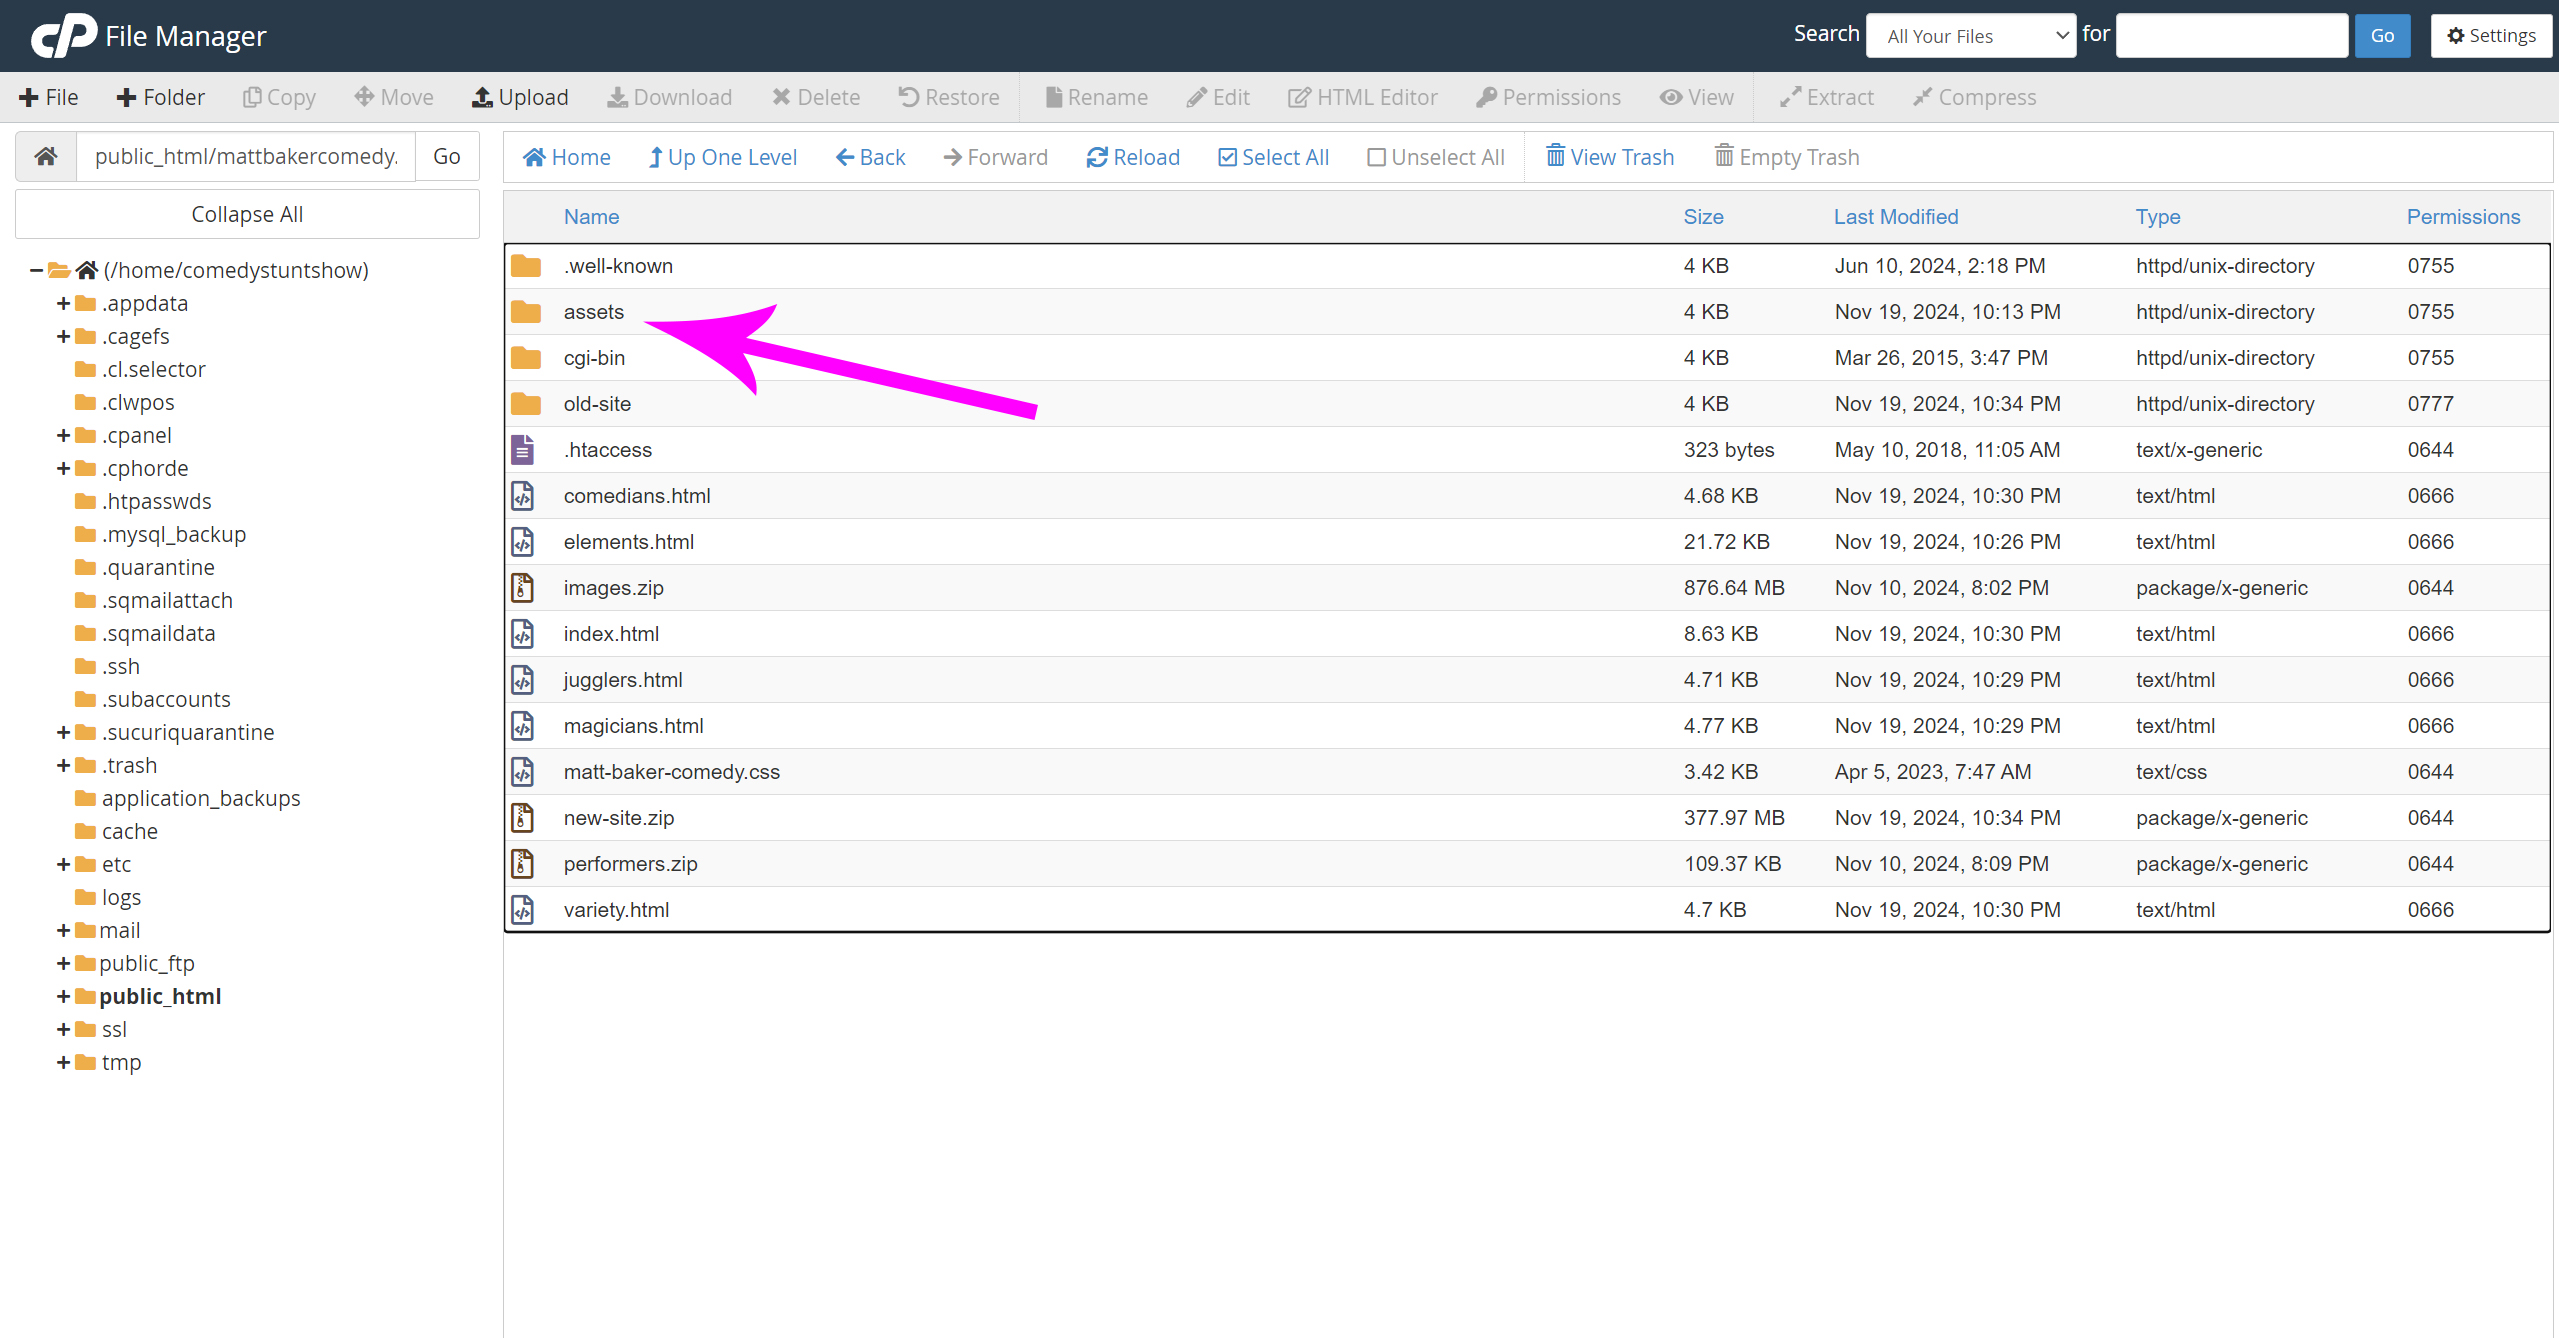 cP File Manager Search All Your Files for Go Settings
File Folder Copy Move Upload Download Delete Restore Rename Edit HTML Editor Permissions View Extract Compress
public_html/mattbakercomedy. Go
Home Up One Level Back Forward Reload Select All Unselect All View Trash Empty Trash
Collapse All
(/home/comedystuntshow)
.appdata
.cagefs
.cl.selector
.clwpos
.cpanel
.cphorde
.htpasswds
.mysql_backup
.quarantine
.sqmailattach
.sqmaildata
.ssh
.subaccounts
.sucuriquarantine
.trash
application_backups
cache
etc
logs
mail
public_ftp
public_html
ssl
tmp
Name Size Last Modified Type Permissions
.well-known 4 KB Jun 10, 2024, 2:18 PM httpd/unix-directory 0755
assets 4 KB Nov 19, 2024, 10:13 PM httpd/unix-directory 0755
cgi-bin 4 KB Mar 26, 2015, 3:47 PM httpd/unix-directory 0755
old-site 4 KB Nov 19, 2024, 10:34 PM httpd/unix-directory 0777
.htaccess 323 bytes May 10, 2018, 11:05 AM text/x-generic 0644
comedians.html 4.68 KB Nov 19, 2024, 10:30 PM text/html 0666
elements.html 21.72 KB Nov 19, 2024, 10:26 PM text/html 0666
images.zip 876.64 MB Nov 10, 2024, 8:02 PM package/x-generic 0644
index.html 8.63 KB Nov 19, 2024, 10:30 PM text/html 0666
jugglers.html 4.71 KB Nov 19, 2024, 10:29 PM text/html 0666
magicians.html 4.77 KB Nov 19, 2024, 10:29 PM text/html 0666
matt-baker-comedy.css 3.42 KB Apr 5, 2023, 7:47 AM text/css 0644
new-site.zip 377.97 MB Nov 19, 2024, 10:34 PM package/x-generic 0644
performers.zip 109.37 KB Nov 10, 2024, 8:09 PM package/x-generic 0644
variety.html 4.7 KB Nov 19, 2024, 10:30 PM text/html 0666